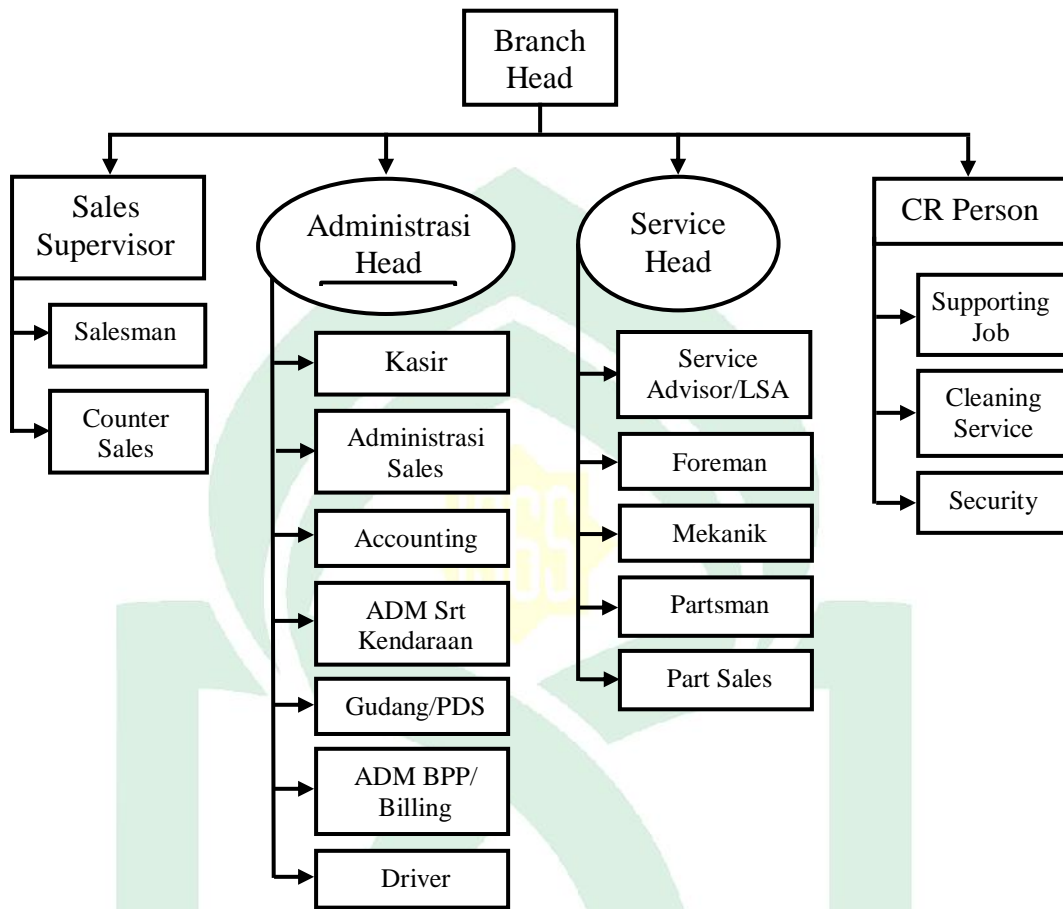 Branch
Head
Sales
Supervisor
Salesman
Counter
Sales
Administrasi
Head
Kasir
Administrasi
Sales
Accounting
ADM Srt
Kendaraan
Gudang/PDS
ADM BPP/
Billing
Driver
Service
Head
Service
Advisor/LSA
Foreman
Mekanik
Partsman
Part Sales
CR Person
Supporting
Job
Cleaning
Service
Security